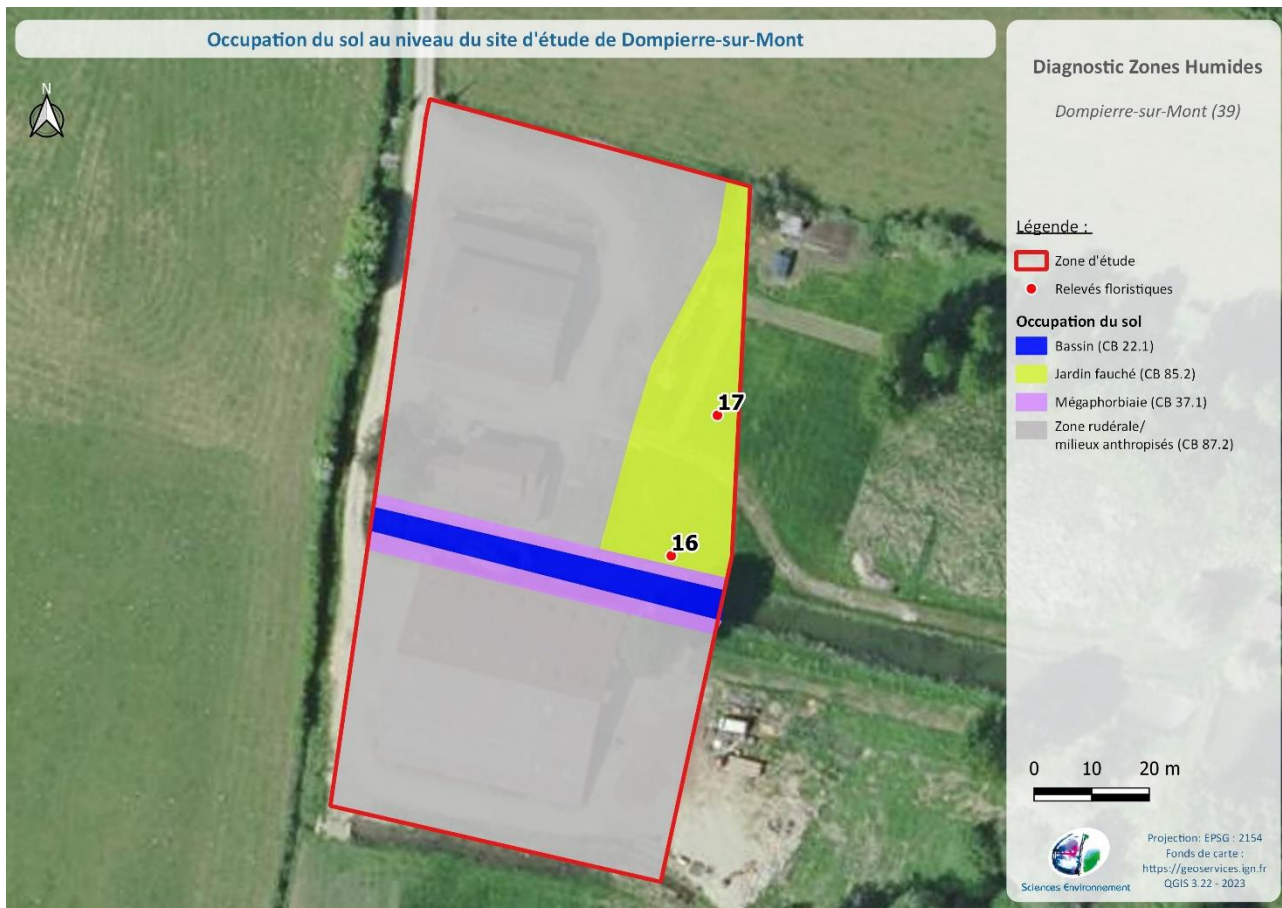 Occupation du sol au niveau du site d'étude de Dompierre-sur-Mont
N
17
16
Diagnostic Zones Humides
Dompierre-sur-Mont (39)
Légende :
Zone d'étude
Relevés floristiques
Occupation du sol
Bassin (CB 22.1)
Jardin fauché (CB 85.2)
Mégaphorbiaie (CB 37.1)
Zone rudérale/
milieux anthropisés (CB 87.2)
0 10 20 m
Sciences Environnement
Projection: EPSG : 2154
Fonds de carte :
https://geoservices.ign.fr
QGIS 3.22 - 2023